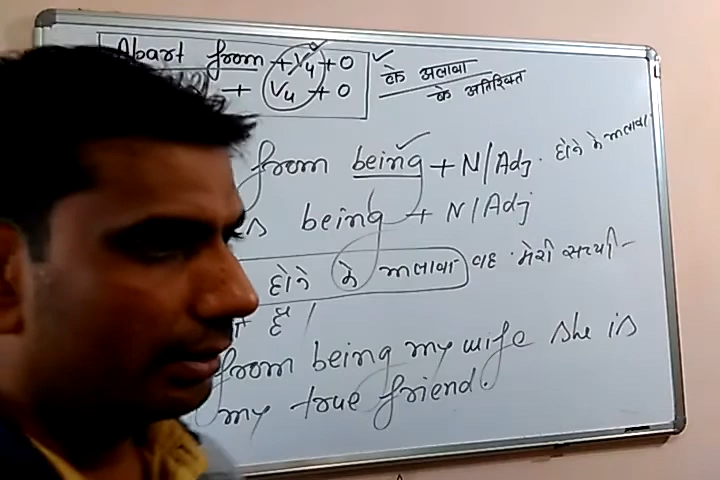 Apart from + V4 + O
+ V4 + O
के अलावा
के अतिरिक्त
from being + N/Adj. होने के अलावा
being + N/Adj
होने के अलावा वह मेरी सच्ची -
है।
from being my wife she is
my true friend.